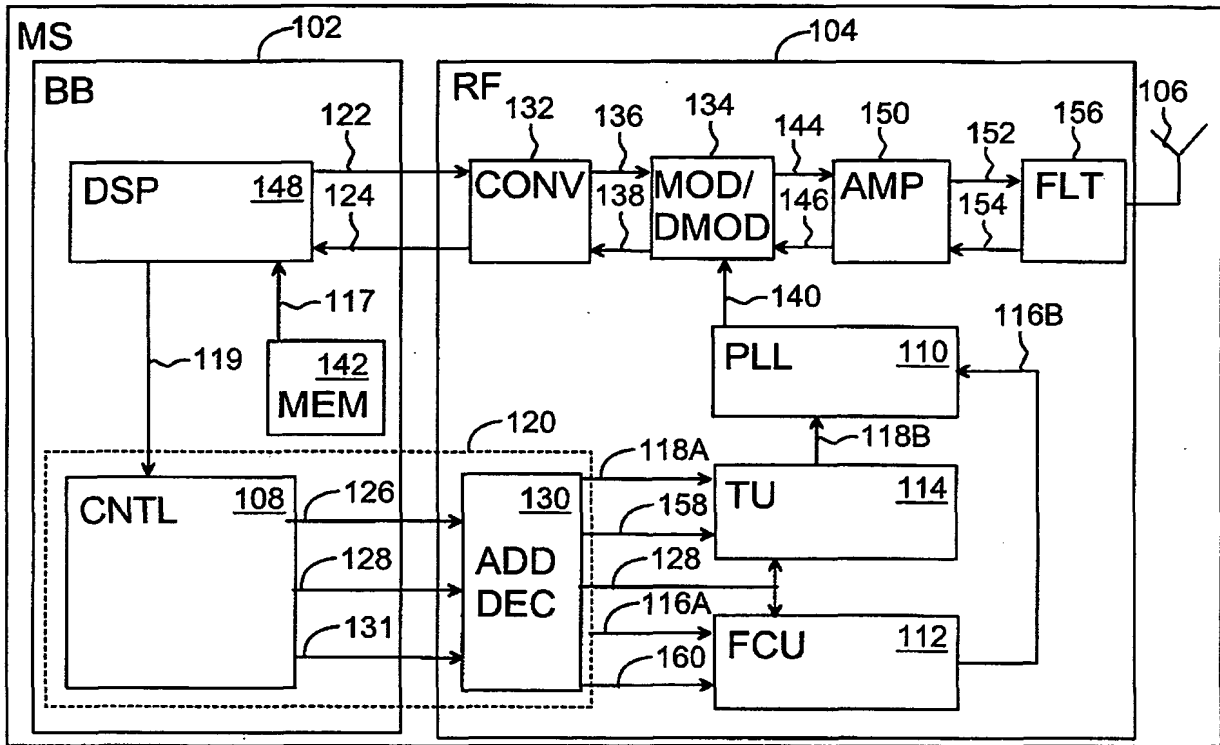 MS
102
104
BB
RF
106
122
132
136
134
144
150
152
156
DSP
148
124
CONV
138
MOD/
DMOD
146
AMP
154
FLT
117
140
116B
119
142
MEM
PLL
110
120
118A
118B
CNTL
108
126
130
158
TU
114
128
ADD
DEC
128
131
116A
160
FCU
112